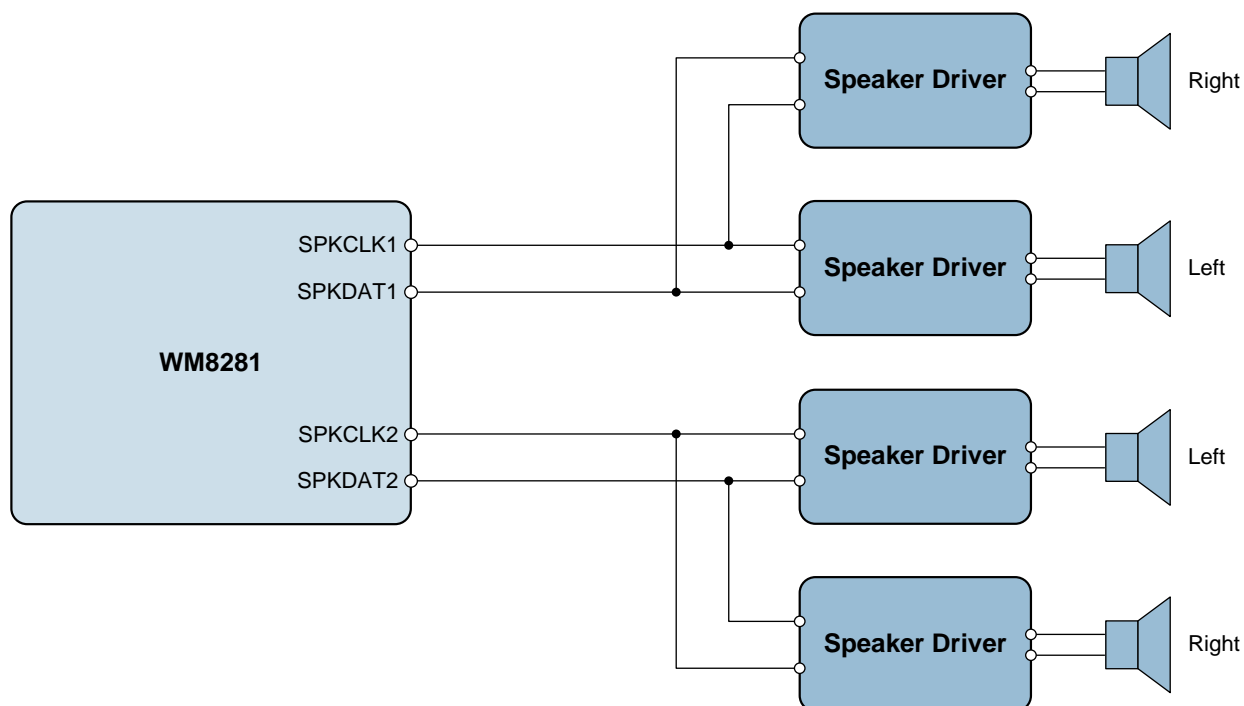 Speaker Driver
Right
SPKCLK1
SPKDAT1
Speaker Driver
Left
WM8281
SPKCLK2
SPKDAT2
Speaker Driver
Left
Speaker Driver
Right